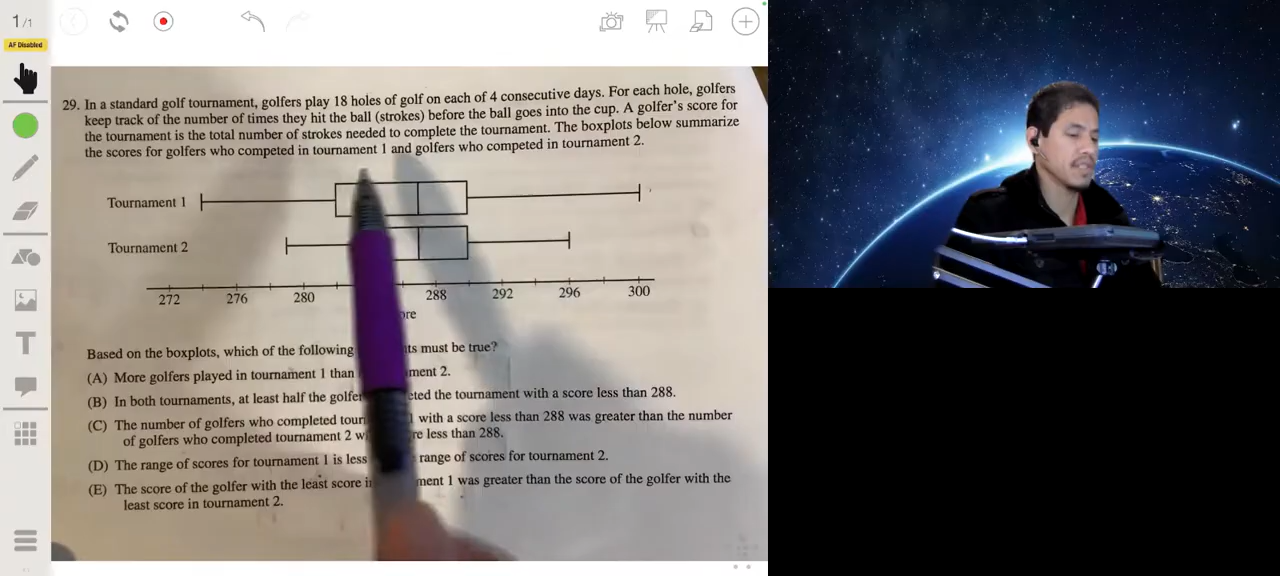 1/1
AF Disabled
29. In a standard golf tournament, golfers play 18 holes of golf on each of 4 consecutive days. For each hole, golfers
keep track of the number of times they hit the ball (strokes) before the ball goes into the cup. A golfer's score for
the tournament is the total number of strokes needed to complete the tournament. The boxplots below summarize
the scores for golfers who competed in tournament 1 and golfers who competed in tournament 2.
Tournament 1
Tournament 2
272 276 280 288 292 296 300
Based on the boxplots, which of the following must be true?
(A) More golfers played in tournament 1 than 2.
(B) In both tournaments, at least half the the tournament with a score less than 288.
(C) The number of golfers who completed 1 with a score less than 288 was greater than the number
of golfers who completed tournament 2 less than 288.
(D) The range of scores for tournament 1 is less range of scores for tournament 2.
(E) The score of the golfer with the least score 1 was greater than the score of the golfer with the
least score in tournament 2.
T